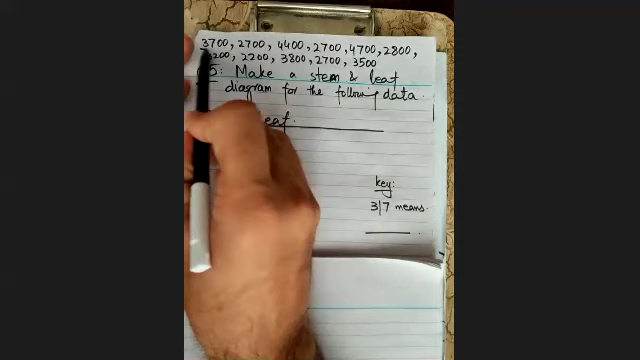 3700, 2700, 4400, 2700, 4700, 2800,
200, 2200, 3800, 2700, 3500
5: Make a stem & leaf
diagram for the following data.
eaf
key:
3|7 means